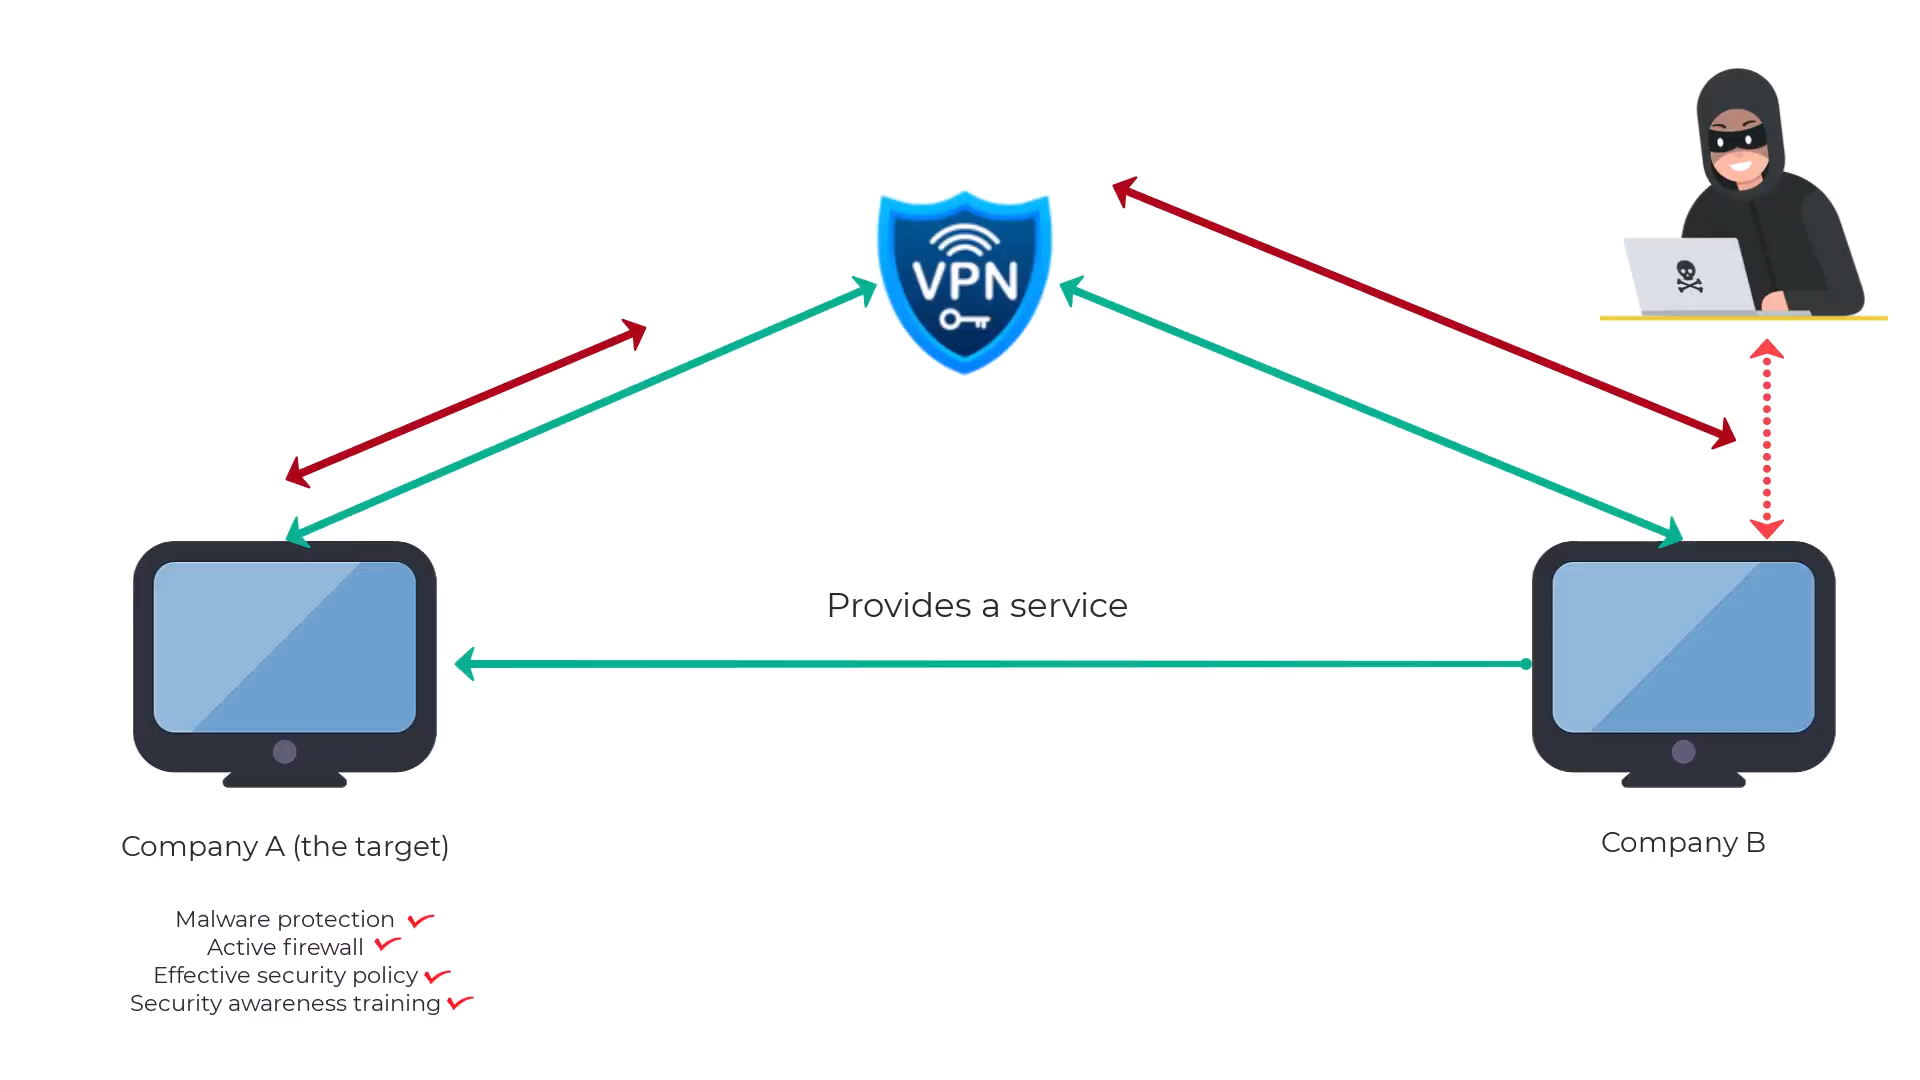 VPN
Provides a service
Company A (the target)
Company B
Malware protection
Active firewall
Effective security policy
Security awareness training